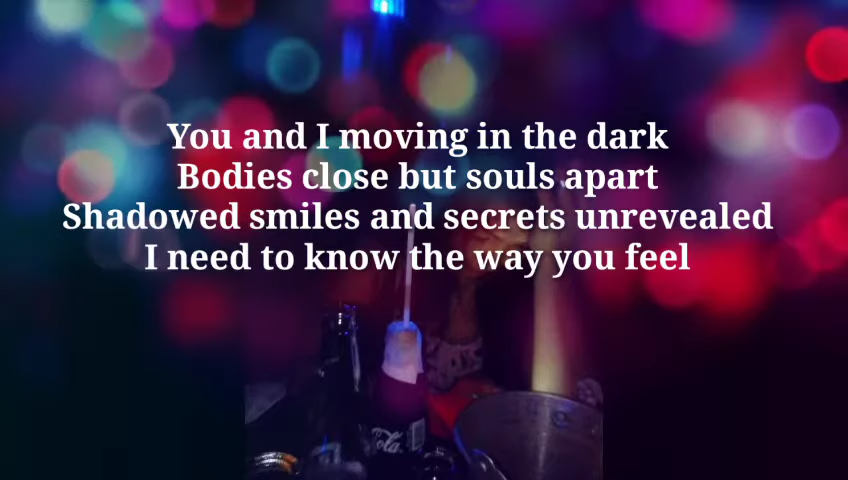 You and I moving in the dark
Bodies close but souls apart
Shadowed smiles and secrets unrevealed
I need to know the way you feel